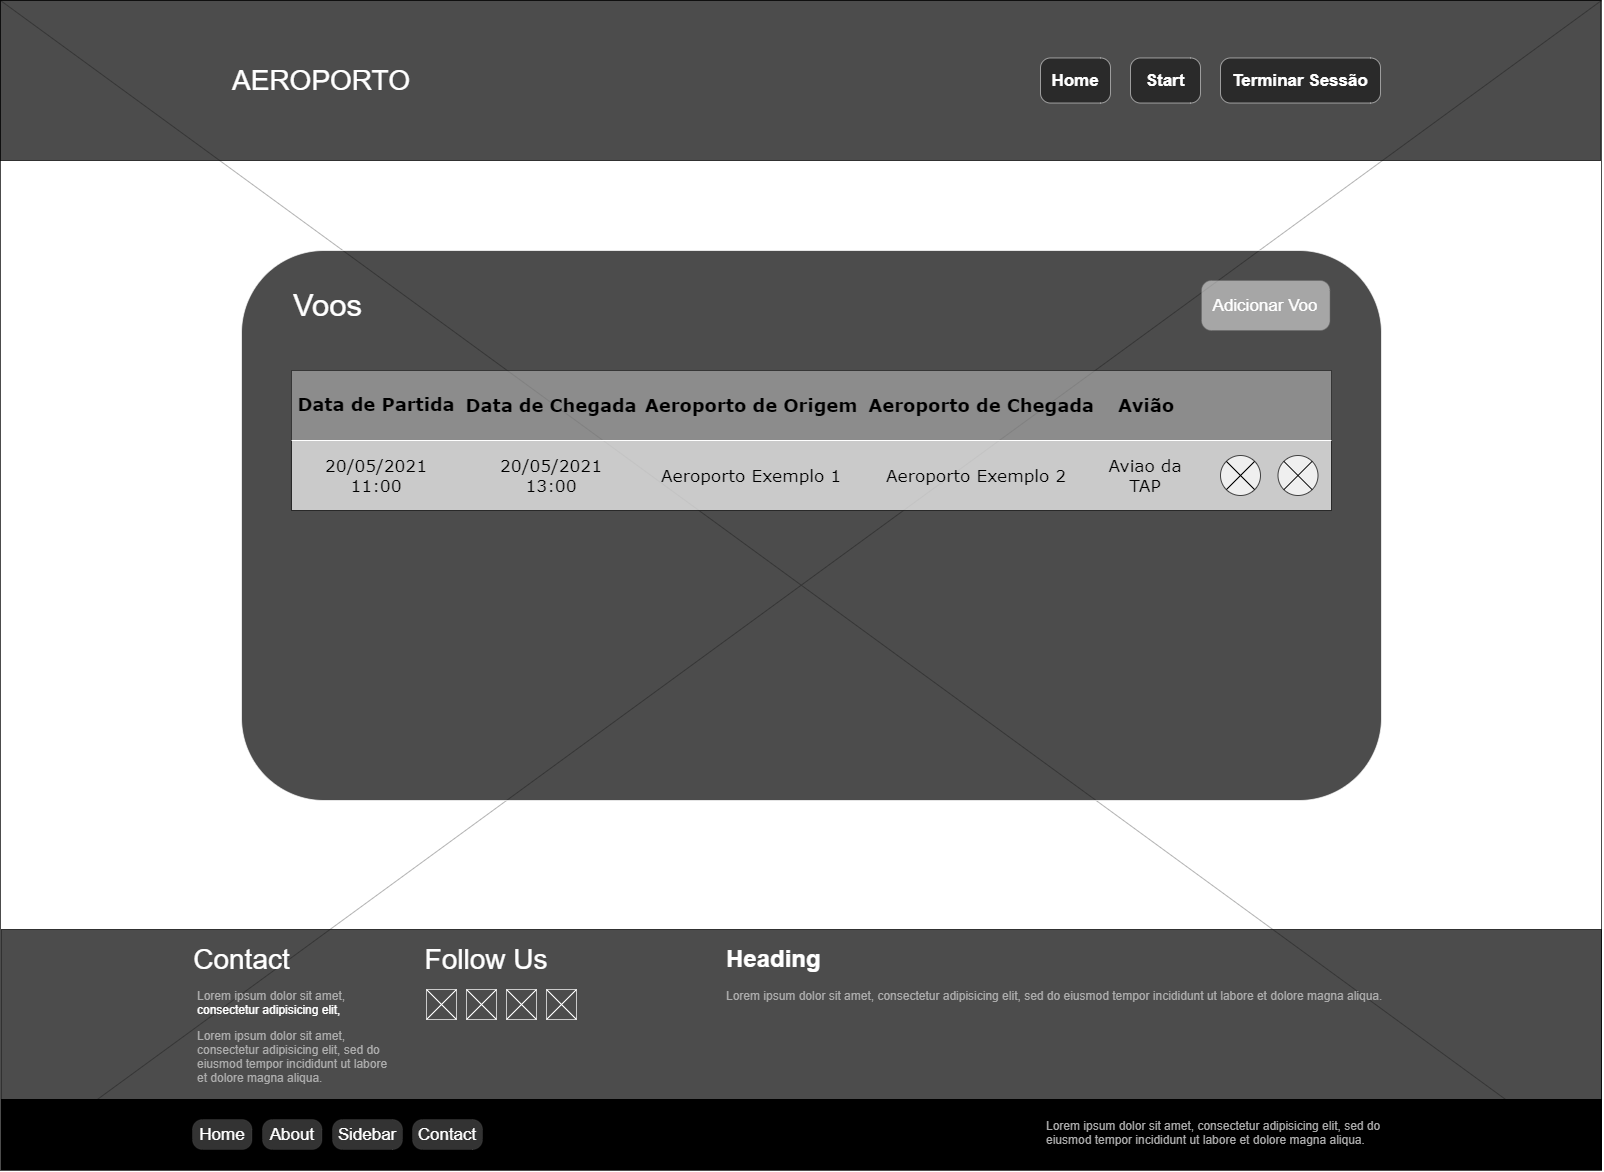 AEROPORTO
Home
Start
Terminar Sessão
Voos
Adicionar Voo
Data de Partida
Data de Chegada
Aeroporto de Origem
Aeroporto de Chegada
Avião
20/05/2021
11:00
20/05/2021
13:00
Aeroporto Exemplo 1
Aeroporto Exemplo 2
Aviao da
TAP
Contact
Lorem ipsum dolor sit amet,
consectetur adipisicing elit,
Lorem ipsum dolor sit amet,
consectetur adipisicing elit, sed do
eiusmod tempor incididunt ut labore
et dolore magna aliqua.
Follow Us
Heading
Lorem ipsum dolor sit amet, consectetur adipisicing elit, sed do eiusmod tempor incididunt ut labore et dolore magna aliqua.
Home
About
Sidebar
Contact
Lorem ipsum dolor sit amet, consectetur adipisicing elit, sed do
eiusmod tempor incididunt ut labore et dolore magna aliqua.